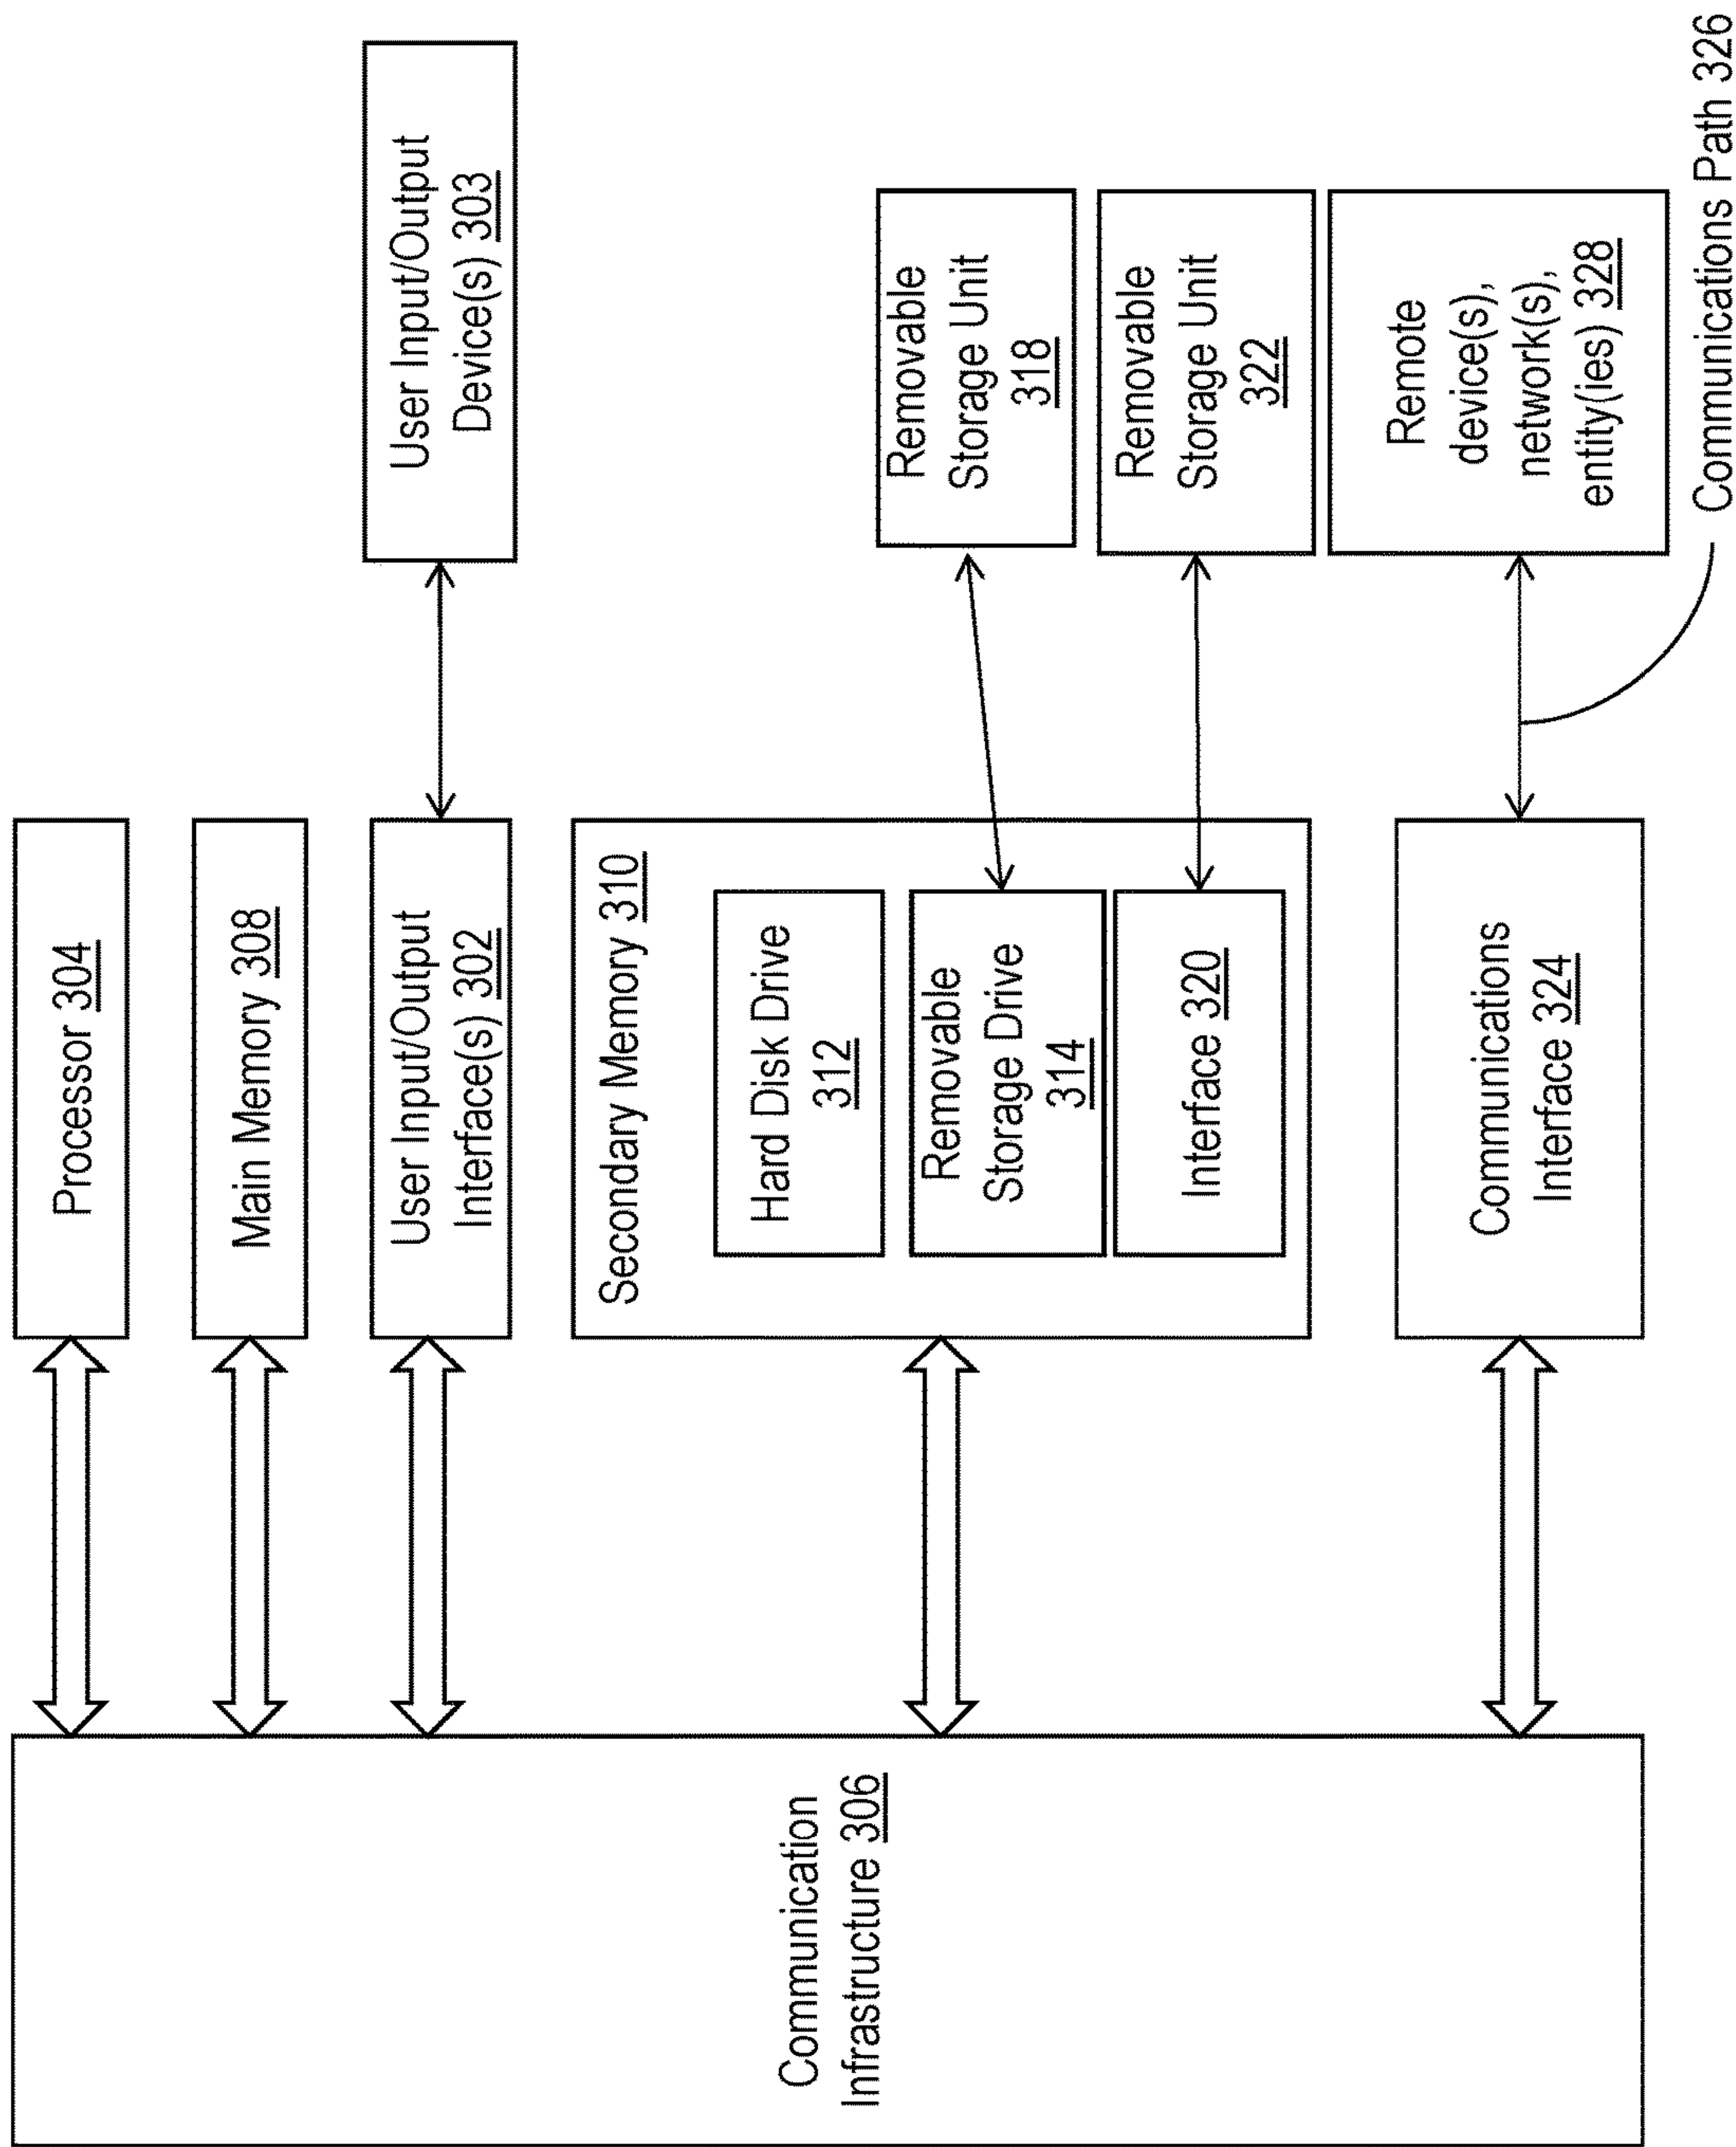 Processor 304
Main Memory 308
User Input/Output
Interface(s) 302
User Input/Output
Device(s) 303
Communication
Infrastructure 306
Secondary Memory 310
Hard Disk Drive
312
Removable
Storage Drive
314
Interface 320
Removable
Storage Unit
318
Removable
Storage Unit
322
Communications
Interface 324
Remote
device(s),
network(s),
entity(ies) 328
Communications Path 326